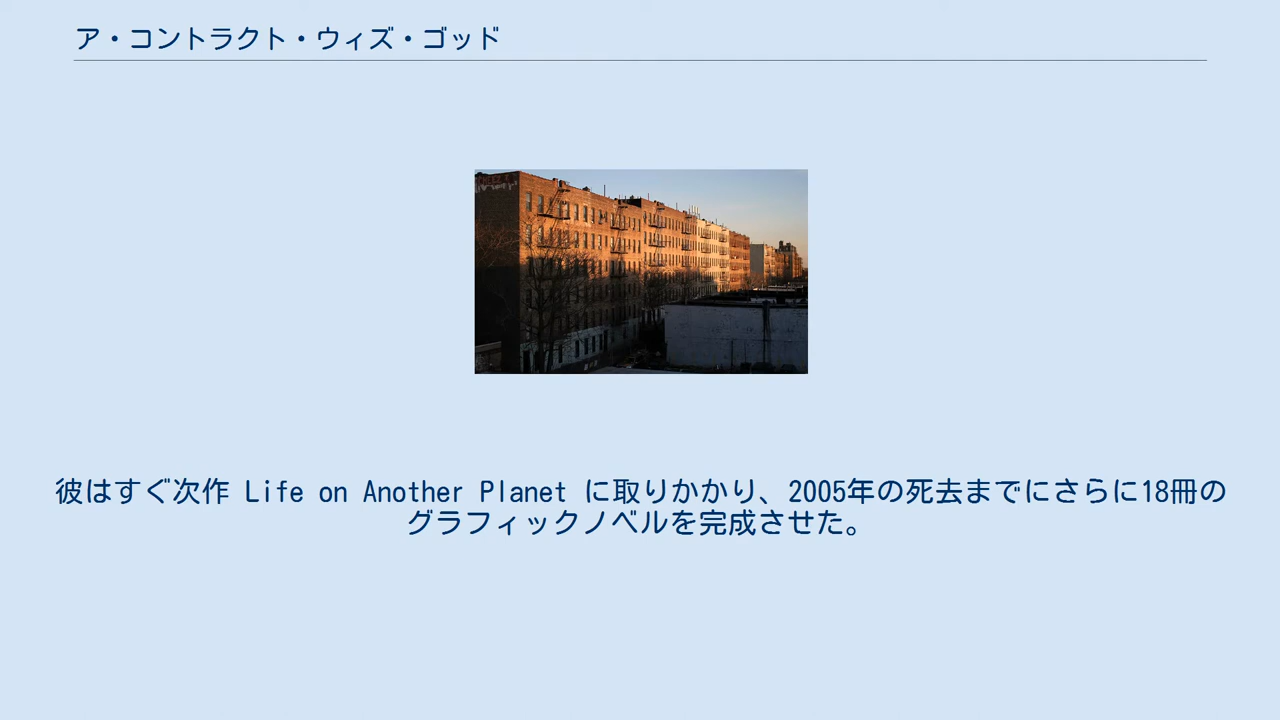 ア・コントラクト・ウィズ・ゴッド
彼はすぐ次作 Life on Another Planet に取りかかり、2005年の死去までにさらに18冊の
グラフィックノベルを完成させた。